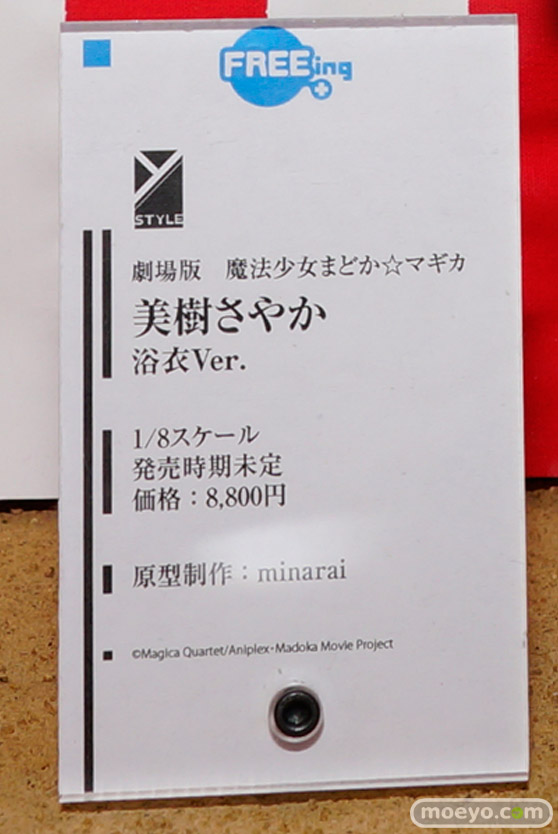 FREEing
Y STYLE
劇場版　魔法少女まどか☆マギカ
美樹さやか
浴衣Ver.
1/8スケール
発売時期未定
価格：8,800円
原型制作：minarai
©Magica Quartet/Aniplex・Madoka Movie Project
moeyo.com